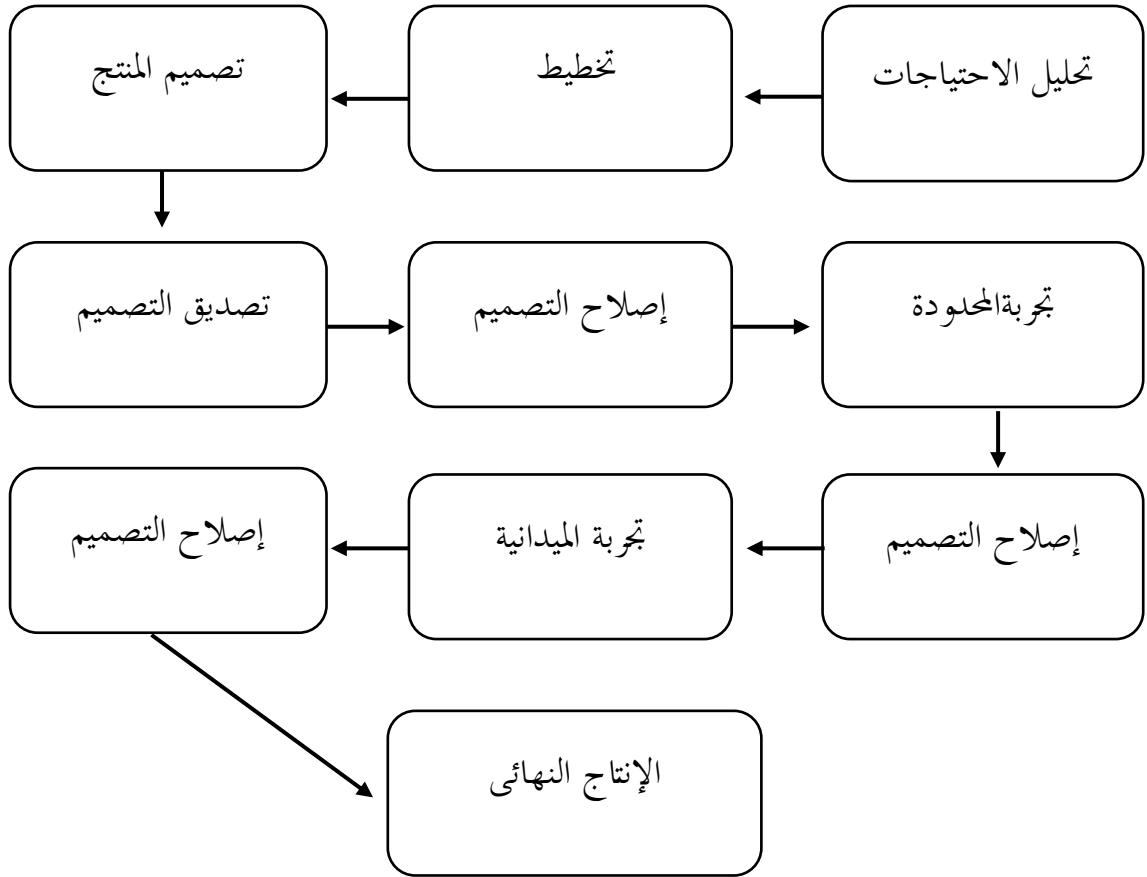 تحليل الاحتياجات
تخطيط
تصميم المنتج
تصديق التصميم
إصلاح التصميم
تجربةالمحدودة
إصلاح التصميم
تجربة الميدانية
إصلاح التصميم
الإنتاج النهائى